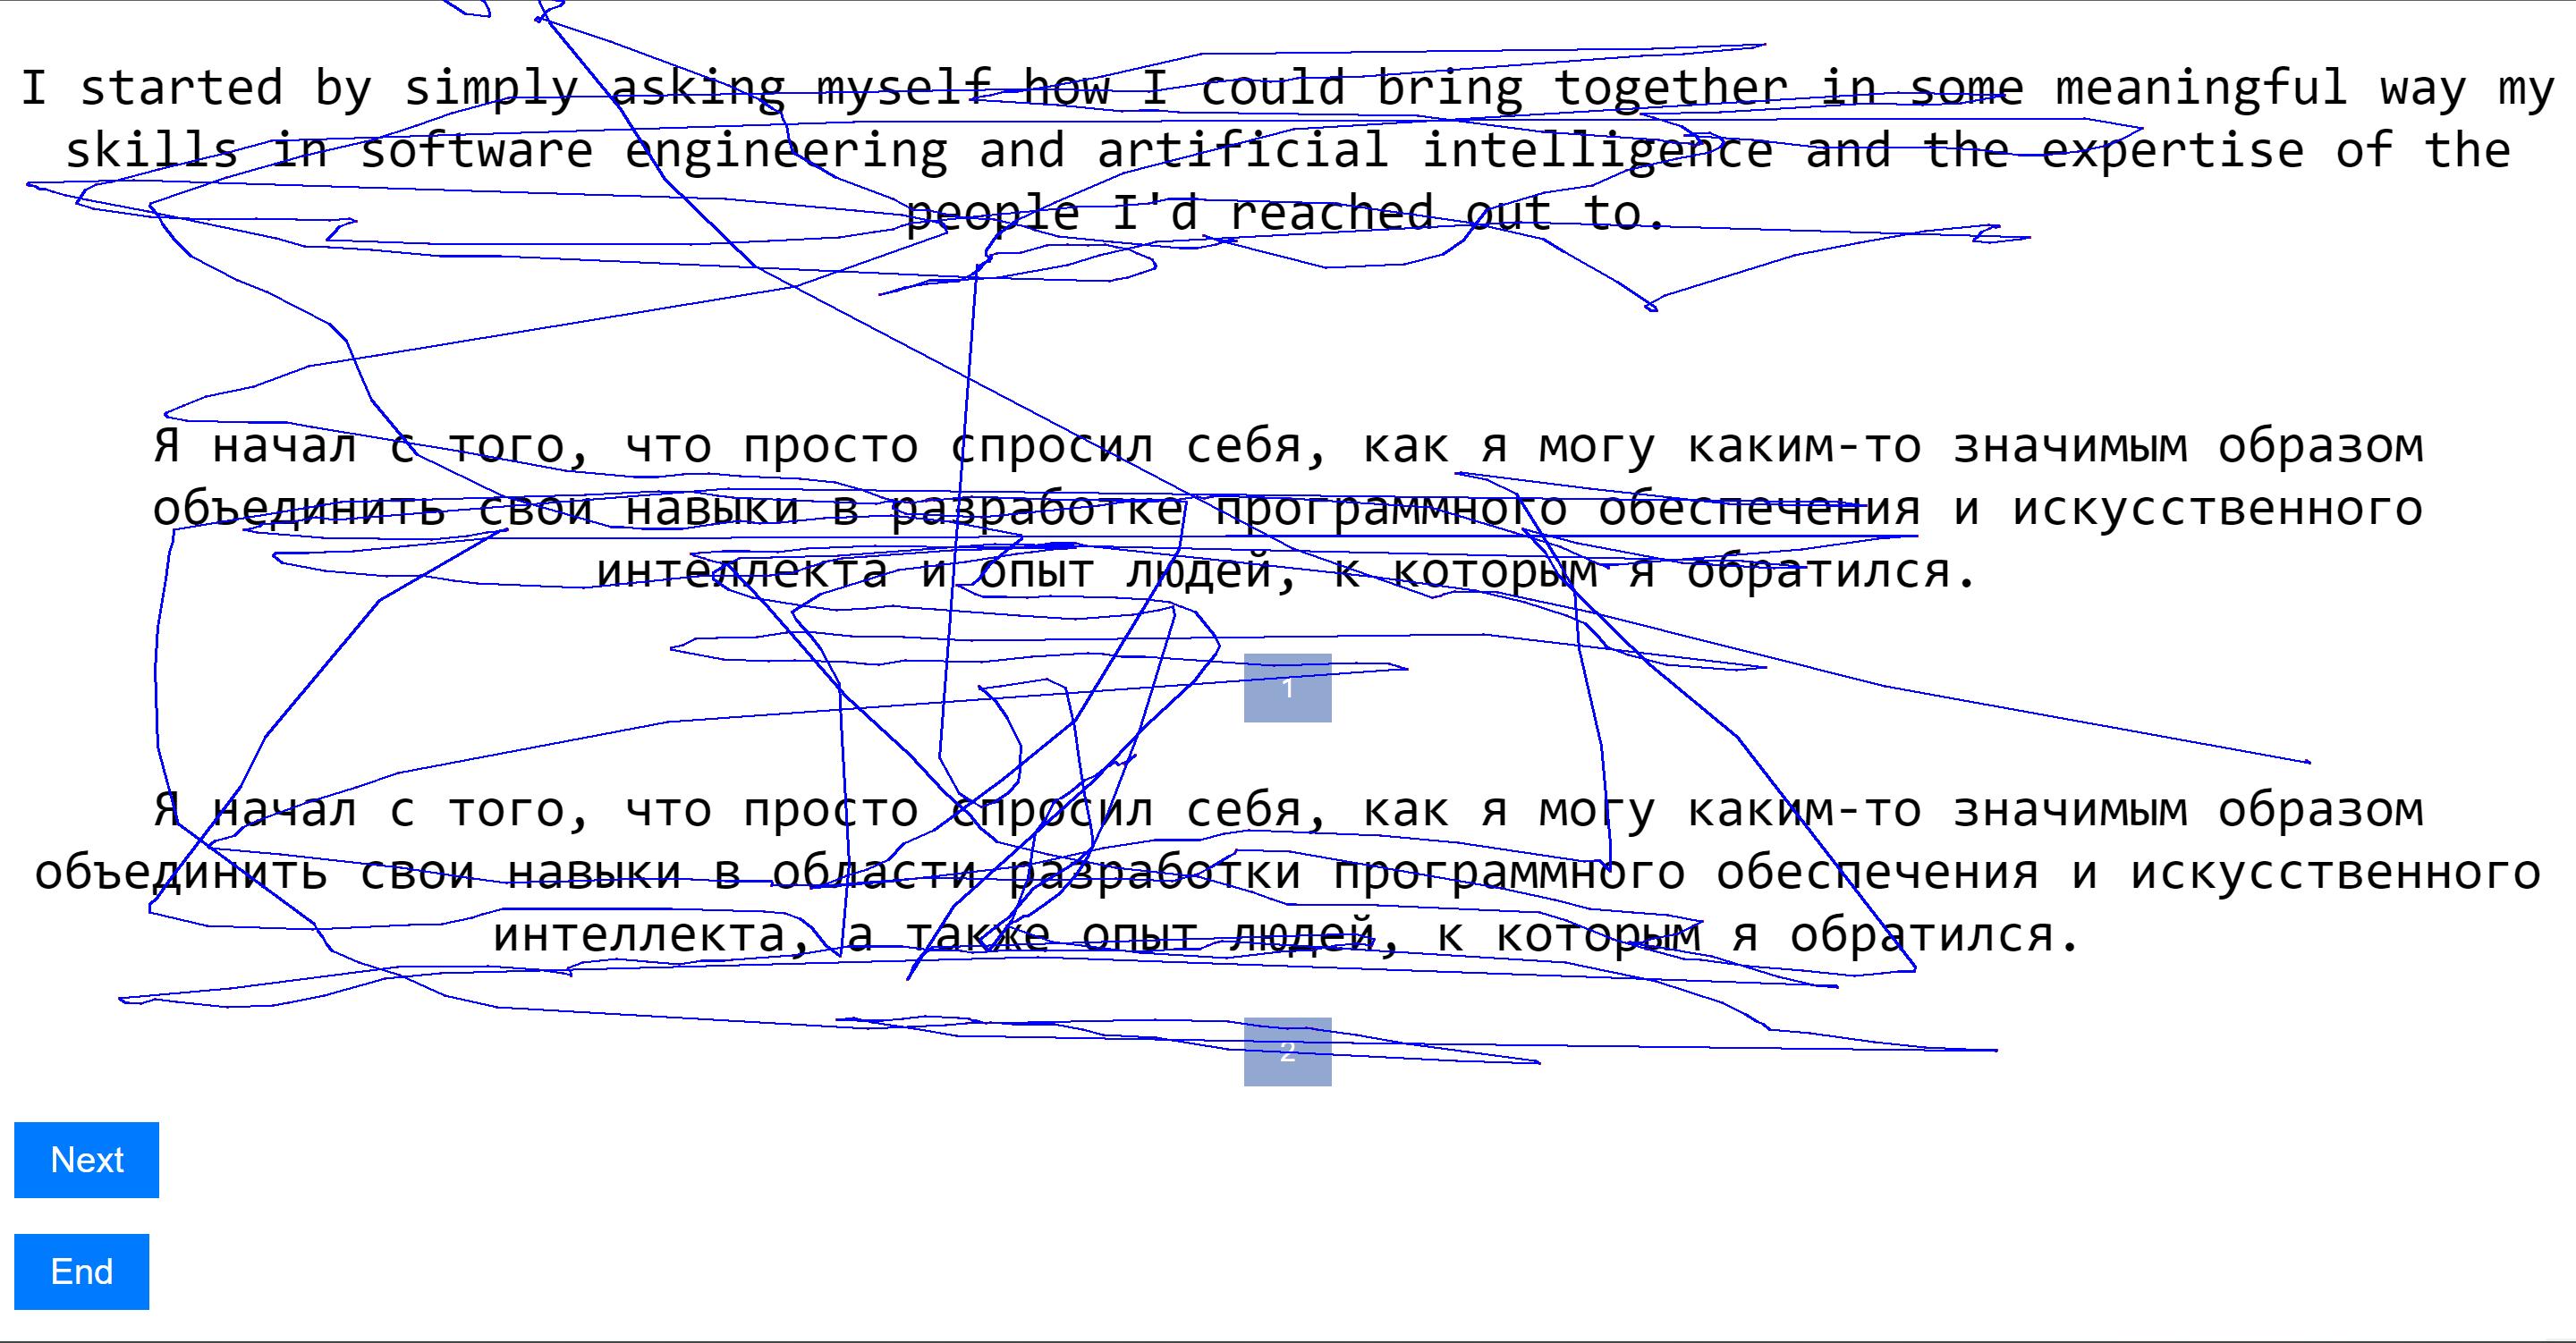 I started by simply asking myself how I could bring together in some meaningful way my
skills in software engineering and artificial intelligence and the expertise of the
people I'd reached out to.
Я начал с того, что просто спросил себя, как я могу каким-то значимым образом
объединить свои навыки в разработке программного обеспечения и искусственного
интеллекта и опыт людей, к которым я обратился.
1
Я начал с того, что просто спросил себя, как я могу каким-то значимым образом
объединить свои навыки в области разработки программного обеспечения и искусственного
интеллекта, а также опыт людей, к которым я обратился.
2
Next
End